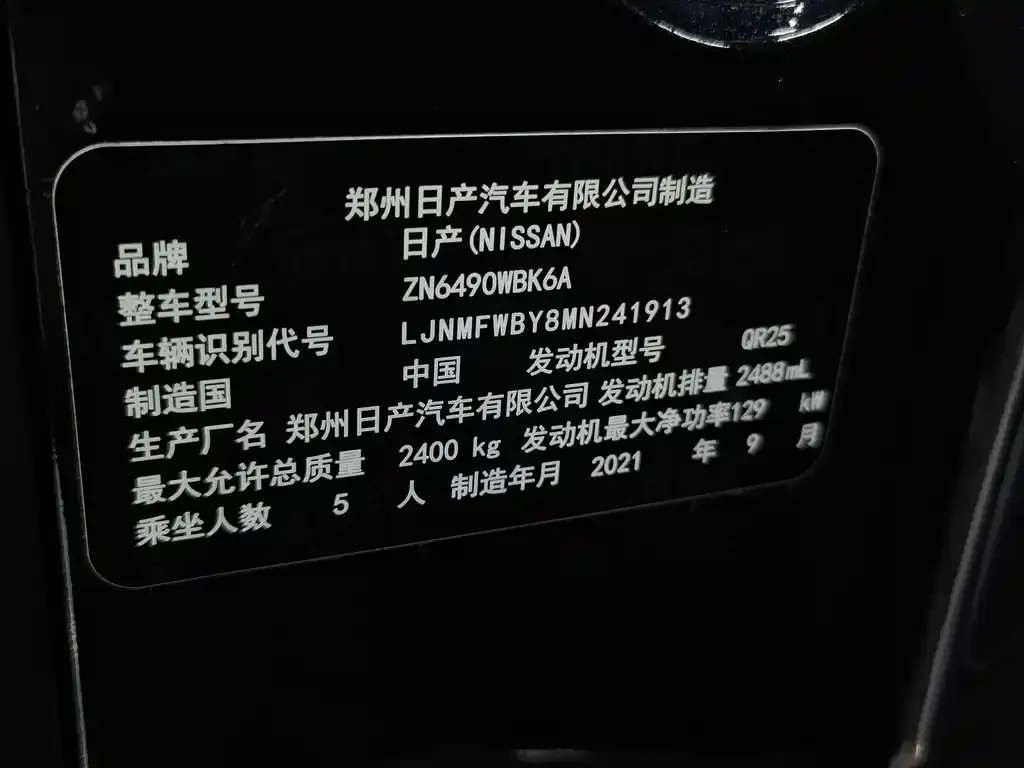 郑州日产汽车有限公司制造
品牌 日产(NISSAN)
整车型号 ZN6490WBK6A
车辆识别代号 LJNMFWBY8MN241913
制造国 中国 发动机型号 QR25
生产厂名 郑州日产汽车有限公司 发动机排量 2488mL
最大允许总质量 2400 kg 发动机最大净功率129 kW
乘坐人数 5 人 制造年月 2021 年 9 月